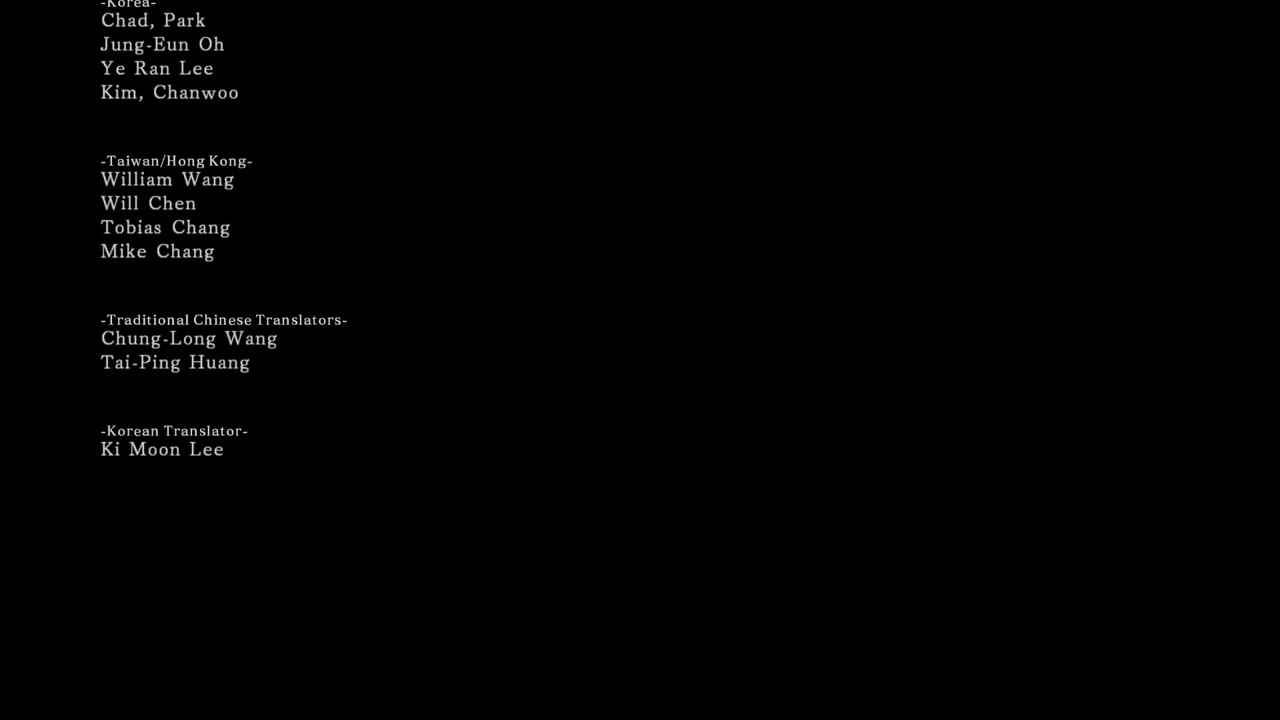 -Korea-
Chad, Park
Jung-Eun Oh
Ye Ran Lee
Kim, Chanwoo
-Taiwan/Hong Kong-
William Wang
Will Chen
Tobias Chang
Mike Chang
-Traditional Chinese Translators-
Chung-Long Wang
Tai-Ping Huang
-Korean Translator-
Ki Moon Lee